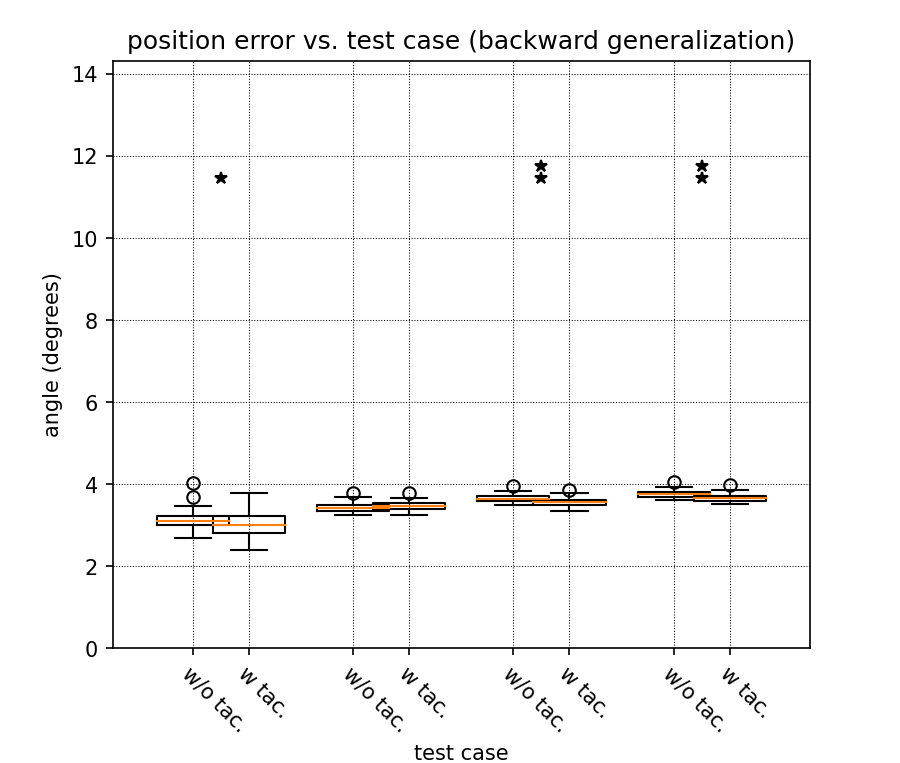 position error vs. test case (backward generalization)
14
12
10
8
6
4
2
0
angle (degrees)
w/o tac. w tac. w/o tac. w tac. w/o tac. w tac. w/o tac. w tac.
test case